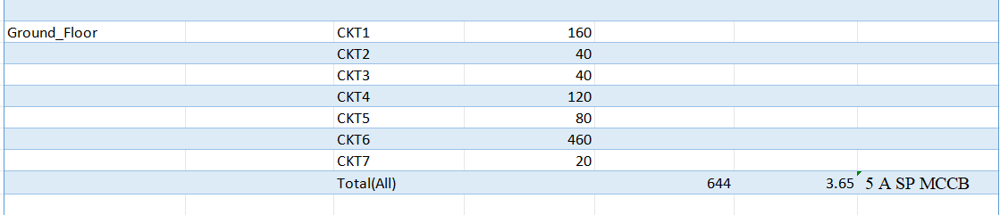 Ground_Floor CKT1 160
CKT2 40
CKT3 40
CKT4 120
CKT5 80
CKT6 460
CKT7 20
Total(All) 644 3.65 5 A SP MCCB